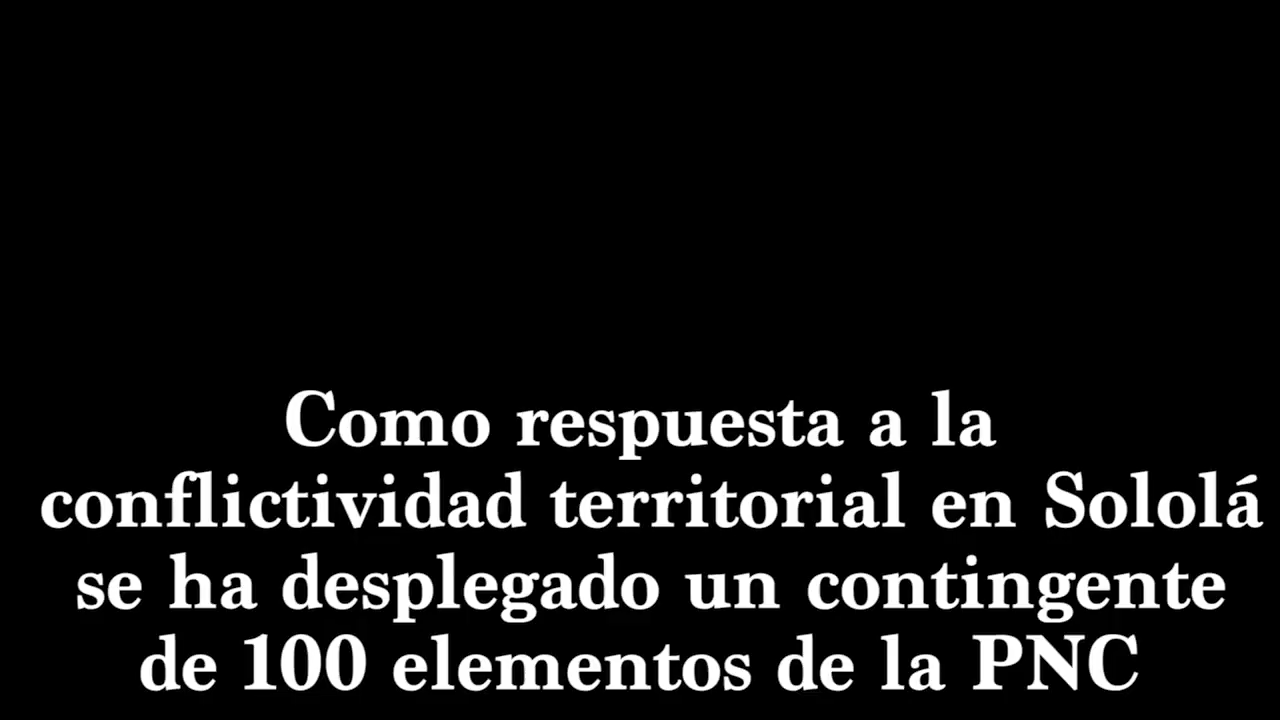 Como respuesta a la
conflictividad territorial en Sololá
se ha desplegado un contingente
de 100 elementos de la PNC